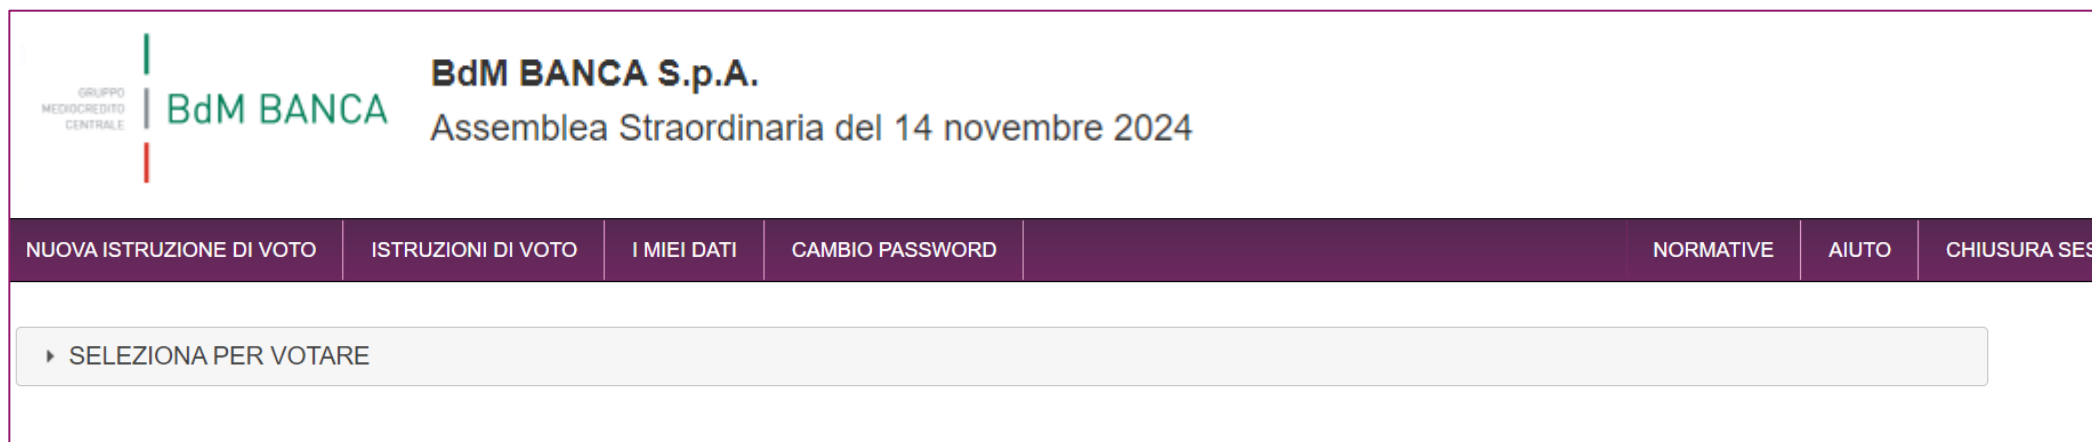 GRUPPO
MEDIOCREDITO
CENTRALE
BdM BANCA
BdM BANCA S.p.A.
Assemblea Straordinaria del 14 novembre 2024
NUOVA ISTRUZIONE DI VOTO ISTRUZIONI DI VOTO I MIEI DATI CAMBIO PASSWORD NORMATIVE AIUTO CHIUSURA SES
SELEZIONA PER VOTARE